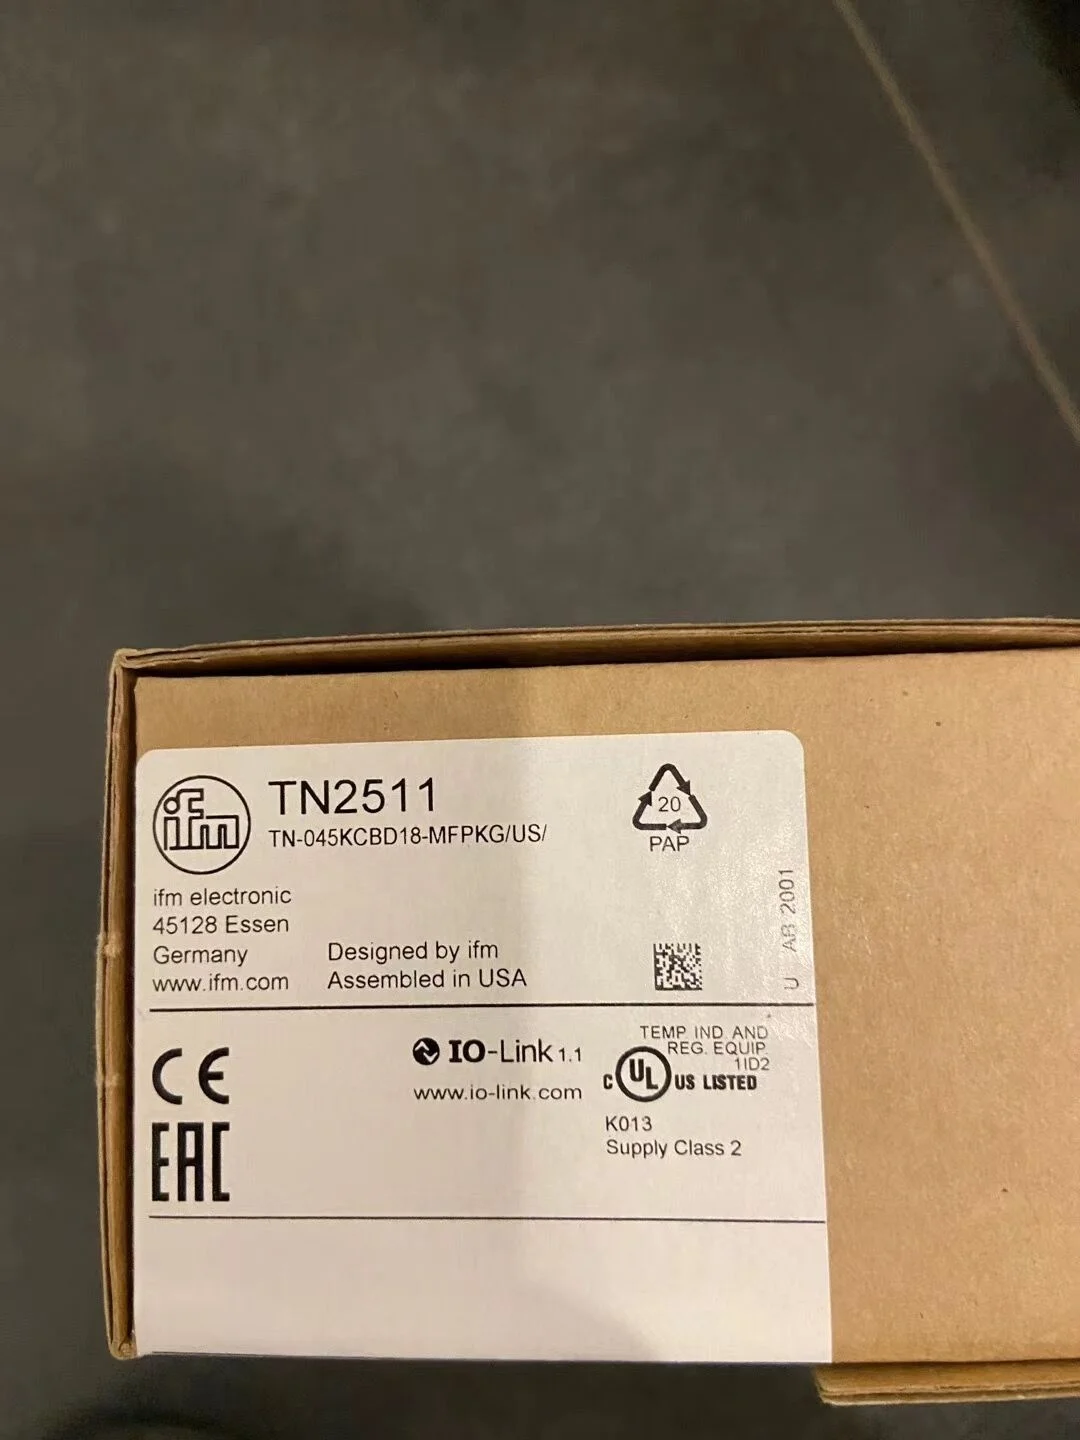 ifm
TN2511
TN-045KCBD18-MFPKG/US/
20
PAP
ifm electronic
45128 Essen
Germany
www.ifm.com
Designed by ifm
Assembled in USA
U AB 2001
CE
EAC
IO-Link 1.1
www.io-link.com
TEMP IND AND
REG. EQUIP.
1ID2
C UL US LISTED
K013
Supply Class 2